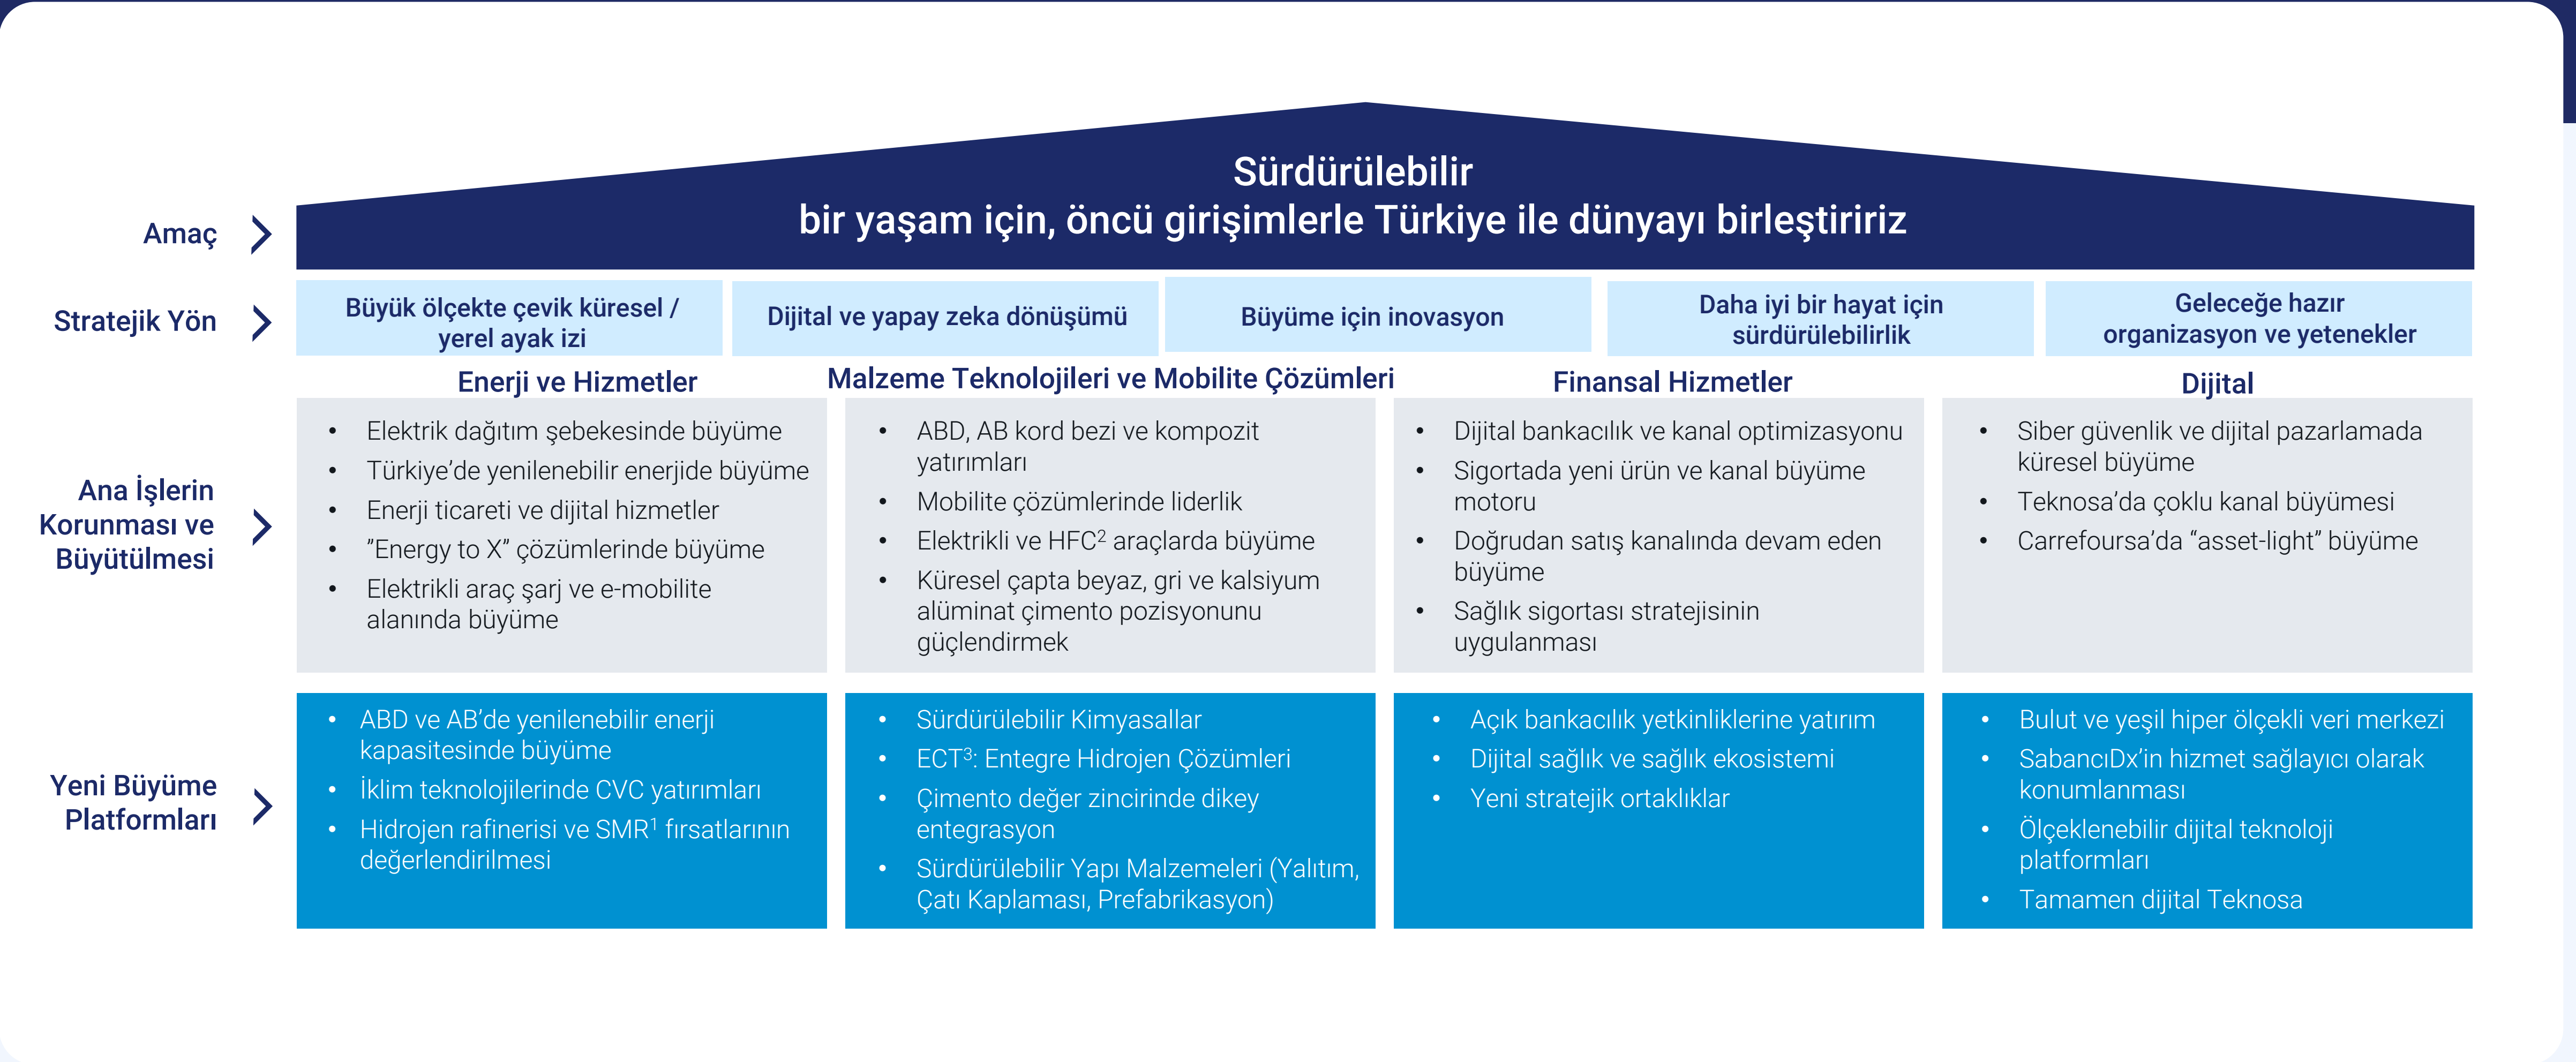 Sürdürülebilir
bir yaşam için, öncü girişimlerle Türkiye ile dünyayı birleştiririz
Amaç
Stratejik Yön
Büyük ölçekte çevik küresel /
yerel ayak izi
Dijital ve yapay zeka dönüşümü
Büyüme için inovasyon
Daha iyi bir hayat için
sürdürülebilirlik
Geleceğe hazır
organizasyon ve yetenekler
Ana İşlerin
Korunması ve
Büyütülmesi
Enerji ve Hizmetler
• Elektrik dağıtım şebekesinde büyüme
• Türkiye’de yenilenebilir enerjide büyüme
• Enerji ticareti ve dijital hizmetler
• ”Energy to X” çözümlerinde büyüme
• Elektrikli araç şarj ve e-mobilite
alanında büyüme
Malzeme Teknolojileri ve Mobilite Çözümleri
• ABD, AB kord bezi ve kompozit
yatırımları
• Mobilite çözümlerinde liderlik
• Elektrikli ve HFC² araçlarda büyüme
• Küresel çapta beyaz, gri ve kalsiyum
alüminat çimento pozisyonunu
güçlendirmek
Finansal Hizmetler
• Dijital bankacılık ve kanal optimizasyonu
• Sigortada yeni ürün ve kanal büyüme
motoru
• Doğrudan satış kanalında devam eden
büyüme
• Sağlık sigortası stratejisinin
uygulanması
Dijital
• Siber güvenlik ve dijital pazarlamada
küresel büyüme
• Teknosa’da çoklu kanal büyümesi
• Carrefoursa’da “asset-light” büyüme
Yeni Büyüme
Platformları
• ABD ve AB’de yenilenebilir enerji
kapasitesinde büyüme
• İklim teknolojilerinde CVC yatırımları
• Hidrojen rafinerisi ve SMR¹ fırsatlarının
değerlendirilmesi
• Sürdürülebilir Kimyasallar
• ECT³: Entegre Hidrojen Çözümleri
• Çimento değer zincirinde dikey
entegrasyon
• Sürdürülebilir Yapı Malzemeleri (Yalıtım,
Çatı Kaplaması, Prefabrikasyon)
• Açık bankacılık yetkinliklerine yatırım
• Dijital sağlık ve sağlık ekosistemi
• Yeni stratejik ortaklıklar
• Bulut ve yeşil hiper ölçekli veri merkezi
• SabancıDx’in hizmet sağlayıcı olarak
konumlanması
• Ölçeklenebilir dijital teknoloji
platformları
• Tamamen dijital Teknosa